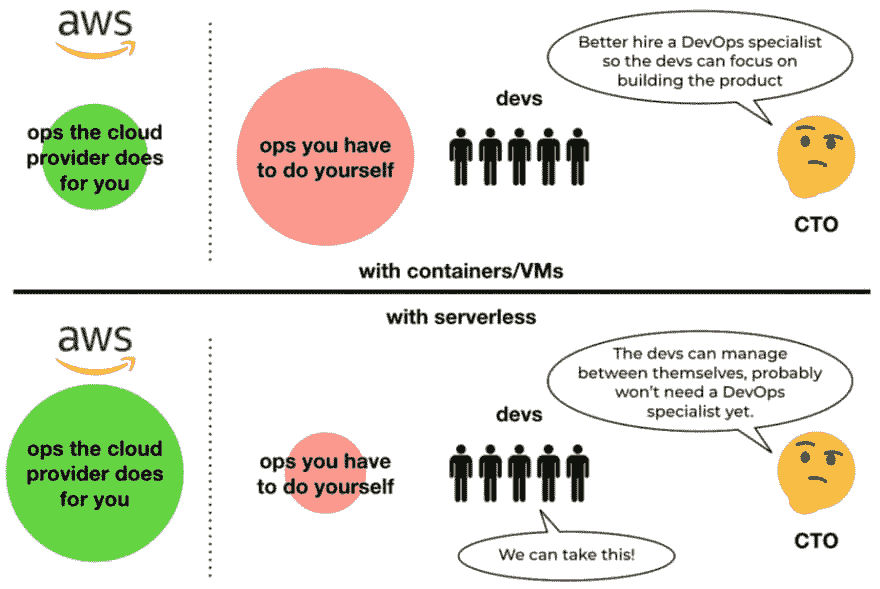 aws
ops the cloud
provider does
for you
ops you have
to do yourself
devs
Better hire a DevOps specialist
so the devs can focus on
building the product
CTO
with containers/VMs
with serverless
aws
ops the cloud
provider does
for you
ops you have
to do yourself
devs
We can take this!
The devs can manage
between themselves, probably
won't need a DevOps
specialist yet.
CTO